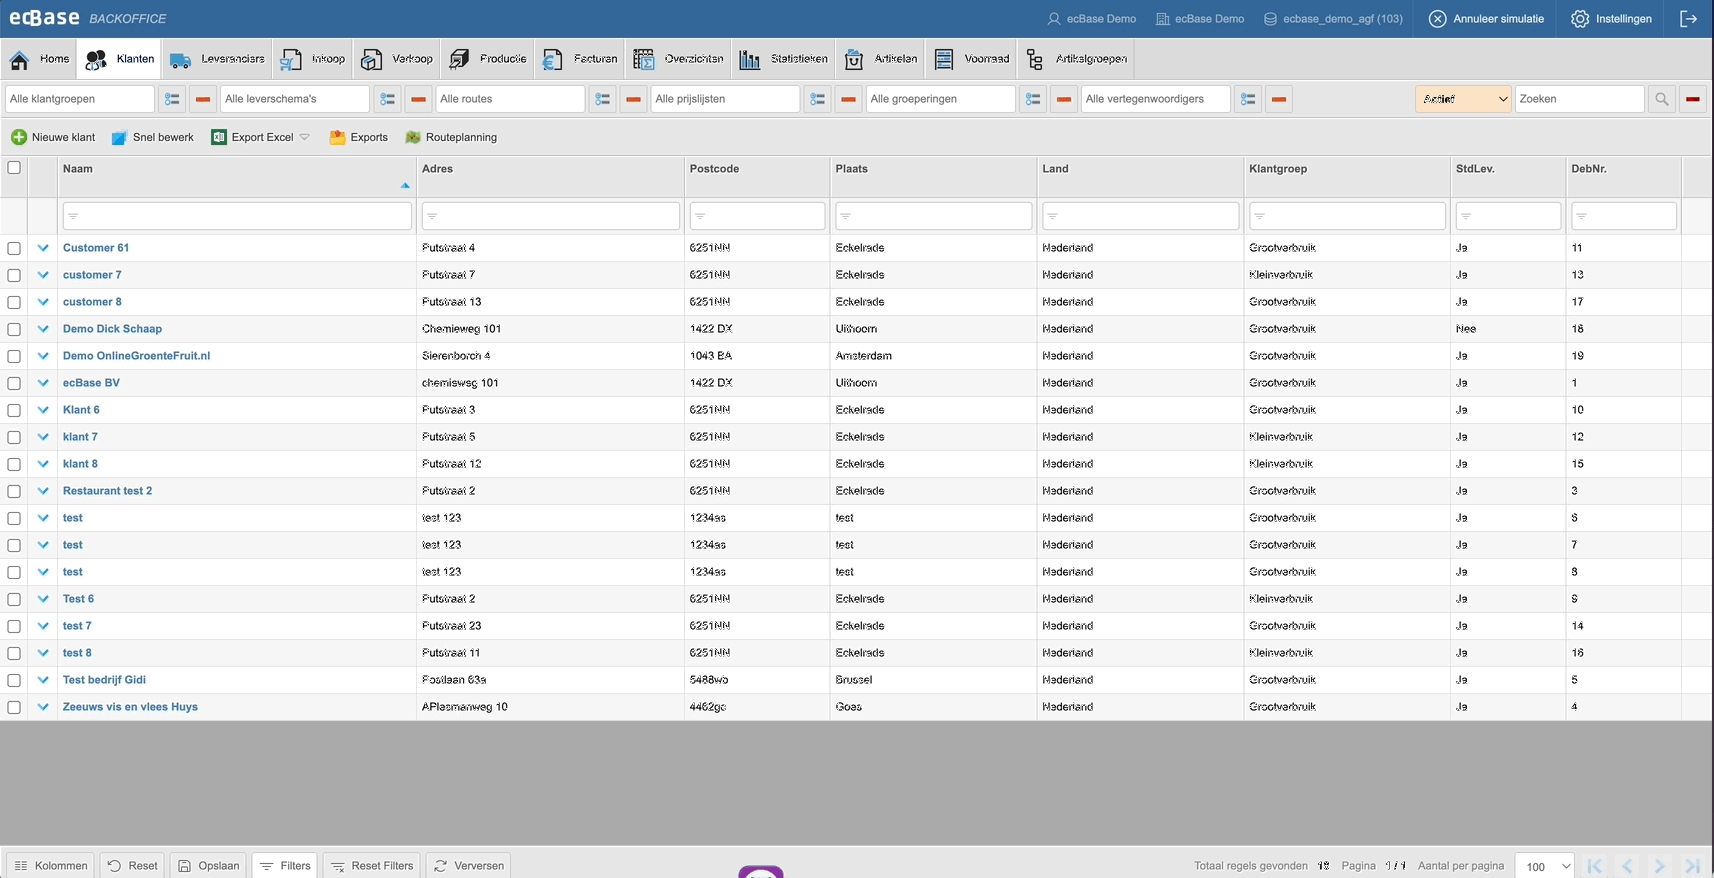 ecBase BACKOFFICE ecBase Demo ecBase Demo ecbase_demo_agf (103) Annuleer simulatie Instellingen
Home Klanten Leveranciers Inkoop Verkoop Productie Facturen Overzichten Statistieken Artikelen Voorraad Artikelgroepen
Alle klantgroepen Alle leverschema's Alle routes Alle prijslijsten Alle groeperingen Alle vertegenwoordigers Actief Zoeken
Nieuwe klant Snel bewerk Export Excel Exports Routeplanning
Naam Adres Postcode Plaats Land Klantgroep StdLev. DebNr.
Customer 61 Putstraat 4 6251NN Eckelrade Nederland Grootverbruik Ja 11
customer 7 Putstraat 7 6251NN Eckelrade Nederland Kleinverbruik Ja 13
customer 8 Putstraat 13 6251NN Eckelrade Nederland Grootverbruik Ja 17
Demo Dick Schaap Chemieweg 101 1422 DX Uithoorn Nederland Grootverbruik Nee 18
Demo OnlineGroenteFruit.nl Sierenborch 4 1043 BA Amsterdam Nederland Grootverbruik Ja 19
ecBase BV chemieweg 101 1422 DX Uithoorn Nederland Grootverbruik Ja 1
Klant 6 Putstraat 3 6251NN Eckelrade Nederland Grootverbruik Ja 10
klant 7 Putstraat 5 6251NN Eckelrade Nederland Kleinverbruik Ja 12
klant 8 Putstraat 12 6251NN Eckelrade Nederland Kleinverbruik Ja 15
Restaurant test 2 Putstraat 2 6251NN Eckelrade Nederland Grootverbruik Ja 3
test test 123 1234as test Nederland Grootverbruik Ja 6
test test 123 1234as test Nederland Grootverbruik Ja 7
test test 123 1234as test Nederland Grootverbruik Ja 8
Test 6 Putstraat 2 6251NN Eckelrade Nederland Kleinverbruik Ja 9
test 7 Putstraat 23 6251NN Eckelrade Nederland Grootverbruik Ja 14
test 8 Putstraat 11 6251NN Eckelrade Nederland Kleinverbruik Ja 16
Test bedrijf Gidi Postlaan 63a 5488wb Brussel Nederland Grootverbruik Ja 5
Zeeuws vis en vlees Huys APlasmanweg 10 4462gc Goes Nederland Grootverbruik Ja 4
Kolommen Reset Opslaan Filters Reset Filters Verversen Totaal regels gevonden 18 Pagina 1 / 1 Aantal per pagina 100